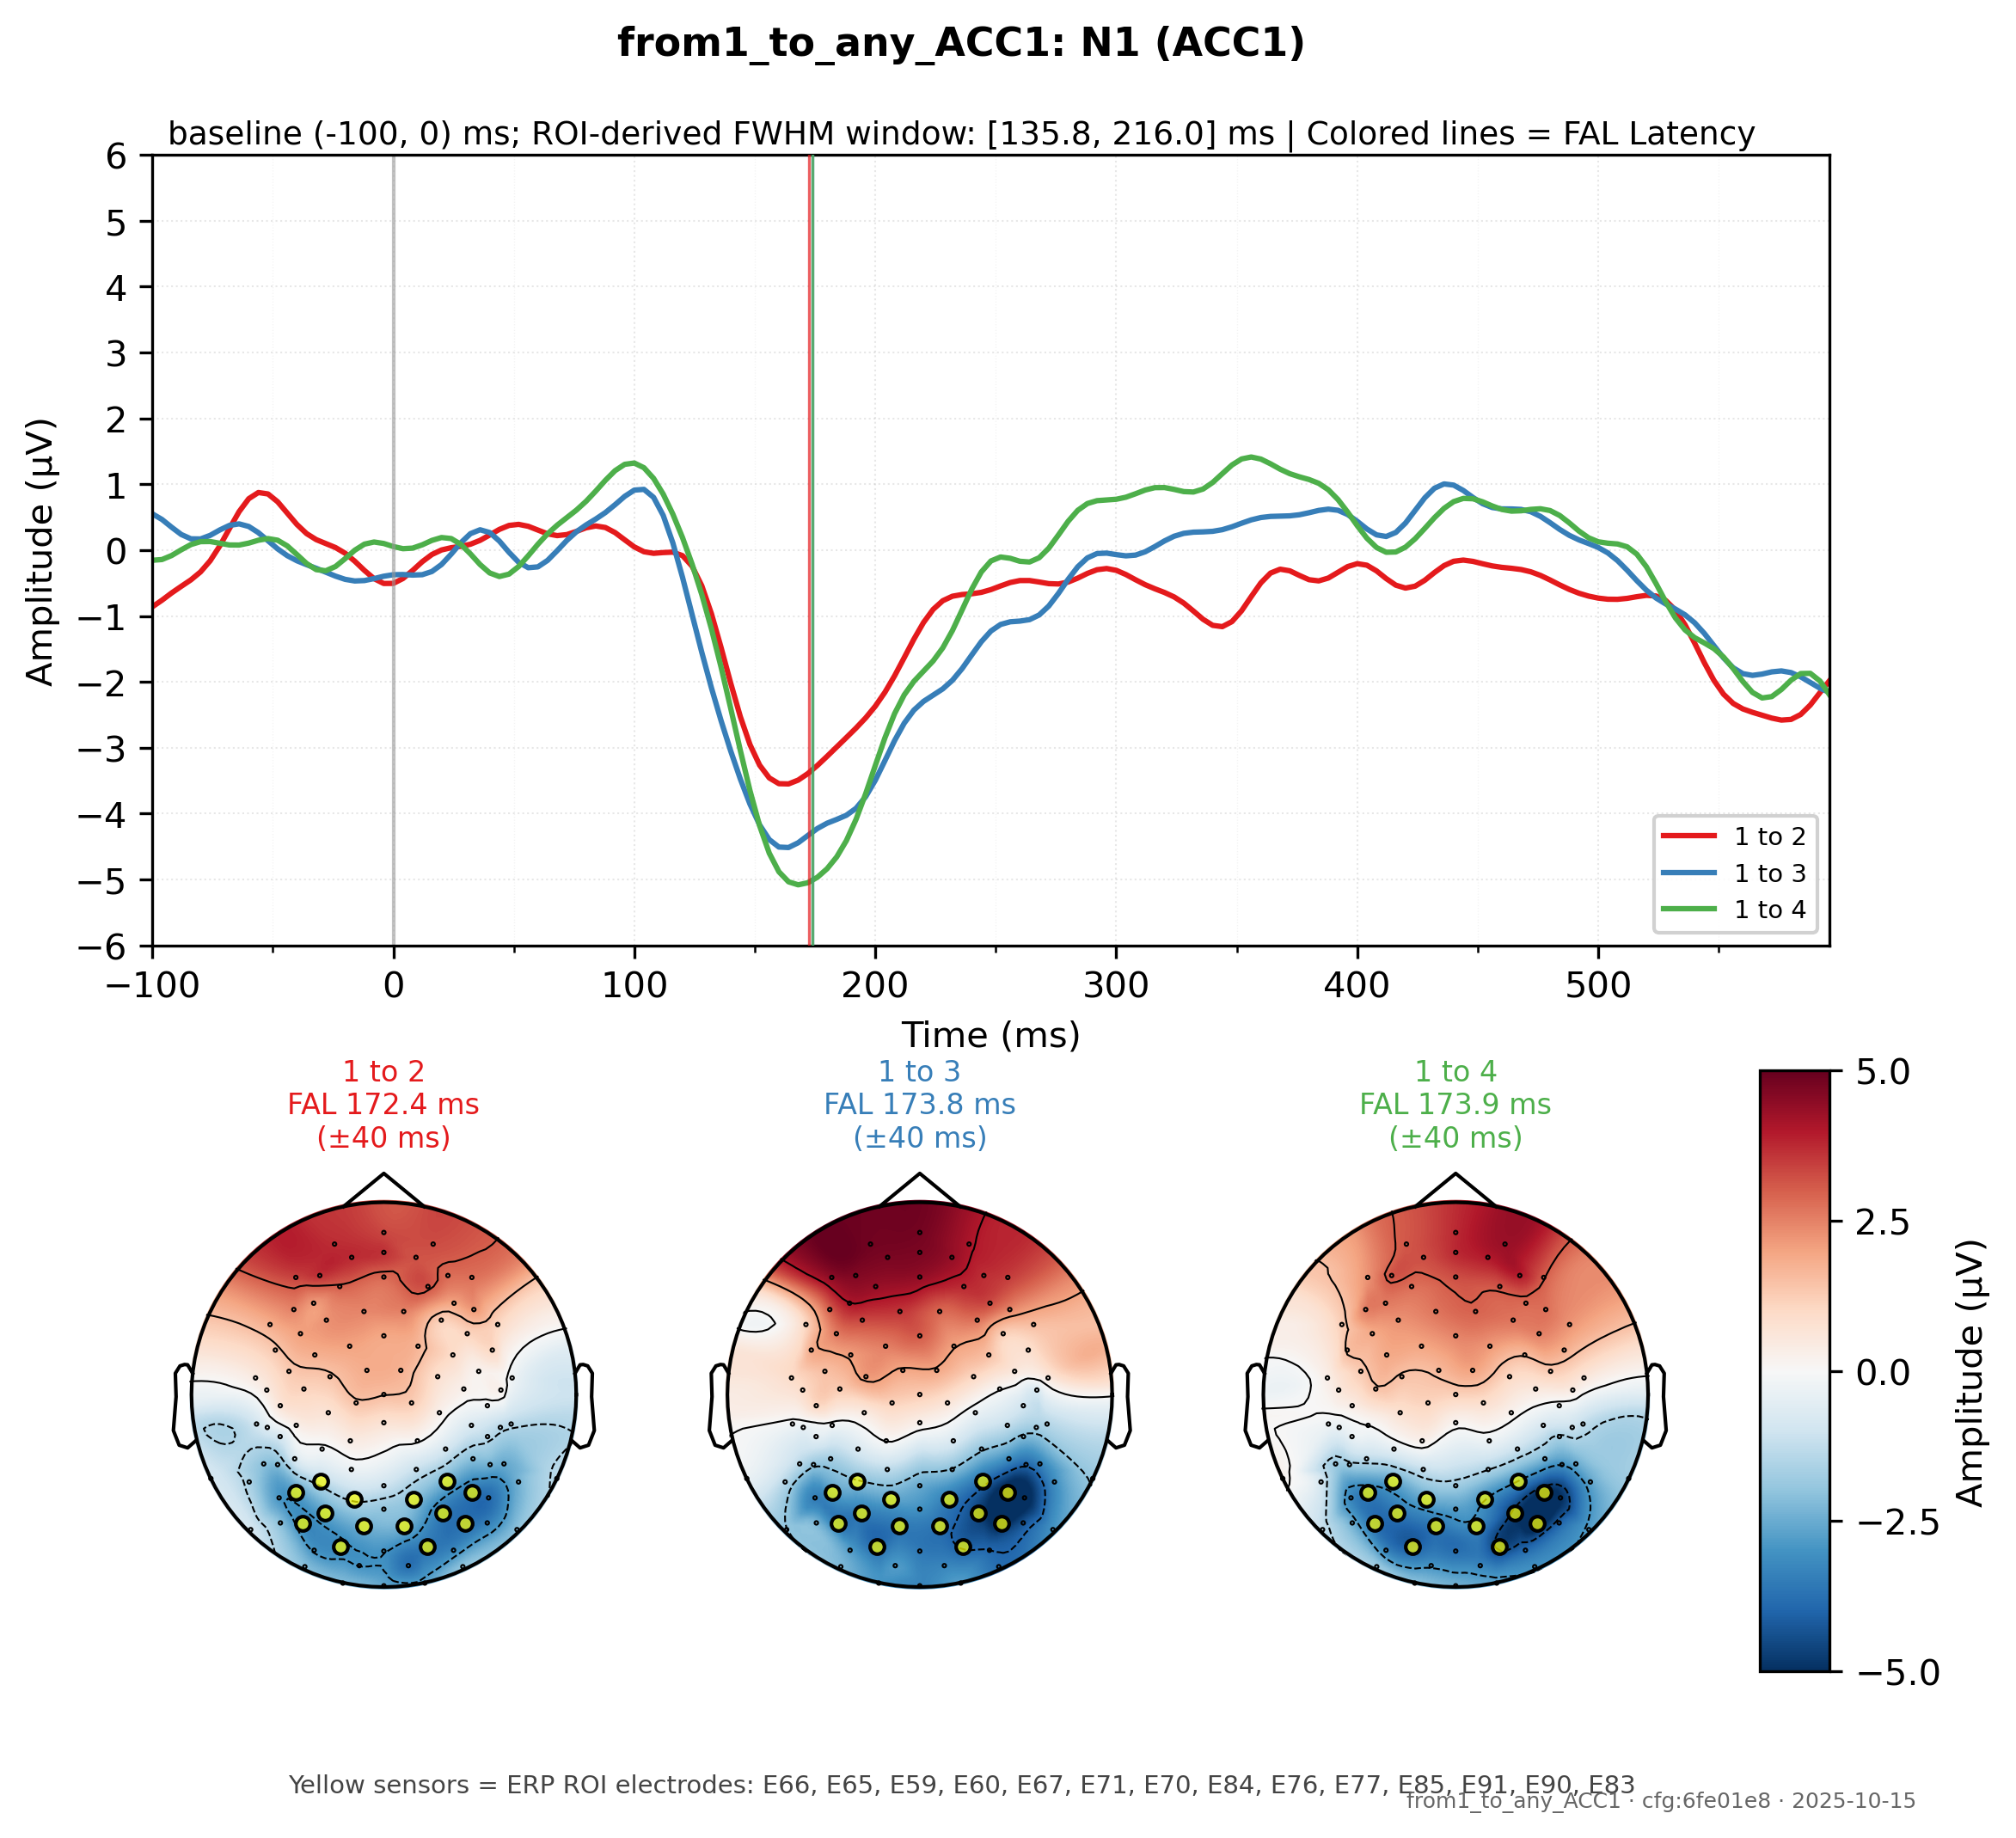 from1_to_any_ACC1: N1 (ACC1)
baseline (-100, 0) ms; ROI-derived FWHM window: [135.8, 216.0] ms | Colored lines = FAL Latency
6
5
4
3
2
1
0
−1
−2
−3
−4
−5
−6
Amplitude (µV)
1 to 2
1 to 3
1 to 4
−100 0 100 200 300 400 500
Time (ms)
1 to 2
FAL 172.4 ms
(±40 ms)
1 to 3
FAL 173.8 ms
(±40 ms)
1 to 4
FAL 173.9 ms
(±40 ms)
5.0
2.5
0.0
−2.5
−5.0
Amplitude (µV)
Yellow sensors = ERP ROI electrodes: E66, E65, E59, E60, E67, E71, E70, E84, E76, E77, E85, E91, E90, E83
from1_to_any_ACC1 · cfg:6fe01e8 · 2025-10-15